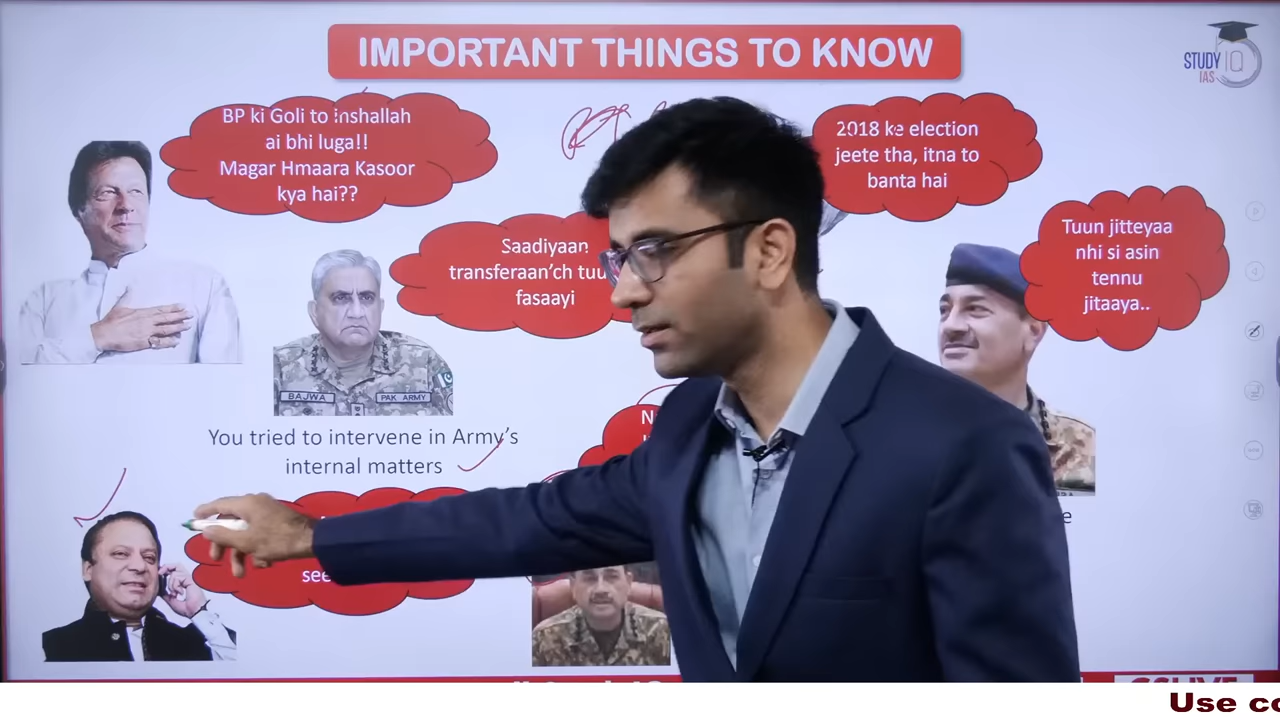 IMPORTANT THINGS TO KNOW
STUDY IQ
IAS
BP ki Goli to inshallah
ai bhi luga!!
Magar Hmaara Kasoor
kya hai??
2018 ke election
jeete tha, itna to
banta hai
Saadiyaan
transferaan’ch
fasaayi
Tuun jitteyaa
nhi si asin
tennu
jitaaya..
BAJWA
PAK ARMY
You tried to intervene in Army’s
internal matters
Use